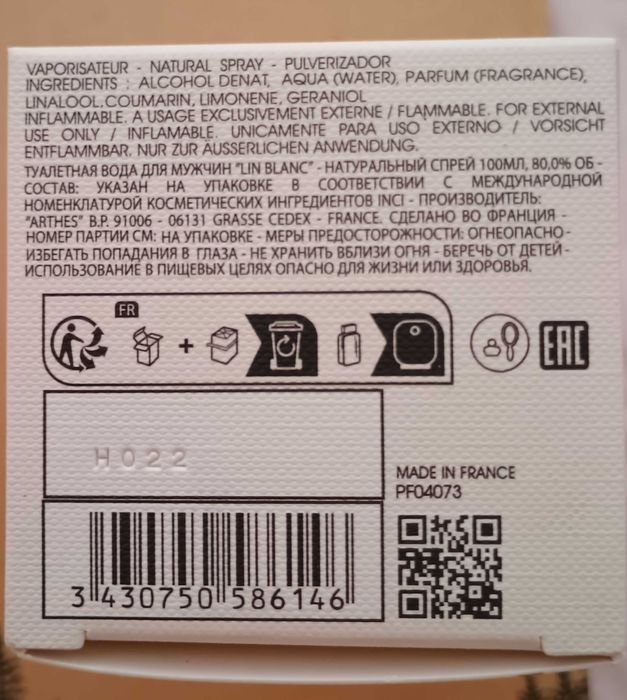 VAPORISATEUR - NATURAL SPRAY - PULVERIZADOR
INGREDIENTS : ALCOHOL DENAT, AQUA (WATER), PARFUM (FRAGRANCE),
LINALOOL, COUMARIN, LIMONENE, GERANIOL
INFLAMMABLE. A USAGE EXCLUSIVEMENT EXTERNE / FLAMMABLE. FOR EXTERNAL
USE ONLY / INFLAMABLE. UNICAMENTE PARA USO EXTERNO / VORSICHT
ENTFLAMMBAR. NUR ZUR ÄUSSERLICHEN ANWENDUNG.
ТУАЛЕТНАЯ ВОДА ДЛЯ МУЖЧИН "LIN BLANC" - НАТУРАЛЬНЫЙ СПРЕЙ 100МЛ, 80,0% ОБ -
СОСТАВ: УКАЗАН НА УПАКОВКЕ В СООТВЕТСТВИИ С МЕЖДУНАРОДНОЙ
НОМЕНКЛАТУРОЙ КОСМЕТИЧЕСКИХ ИНГРЕДИЕНТОВ INCI - ПРОИЗВОДИТЕЛЬ:
"ARTHES" B.P. 91006 - 06131 GRASSE CEDEX - FRANCE. СДЕЛАНО ВО ФРАНЦИИ -
НОМЕР ПАРТИИ СМ: НА УПАКОВКЕ - МЕРЫ ПРЕДОСТОРОЖНОСТИ: ОГНЕОПАСНО -
ИЗБЕГАТЬ ПОПАДАНИЯ В ГЛАЗА - НЕ ХРАНИТЬ ВБЛИЗИ ОГНЯ - БЕРЕЧЬ ОТ ДЕТЕЙ -
ИСПОЛЬЗОВАНИЕ В ПИЩЕВЫХ ЦЕЛЯХ ОПАСНО ДЛЯ ЖИЗНИ ИЛИ ЗДОРОВЬЯ.
FR
+
EAC
H022
MADE IN FRANCE
PF04073
3 430750 586146